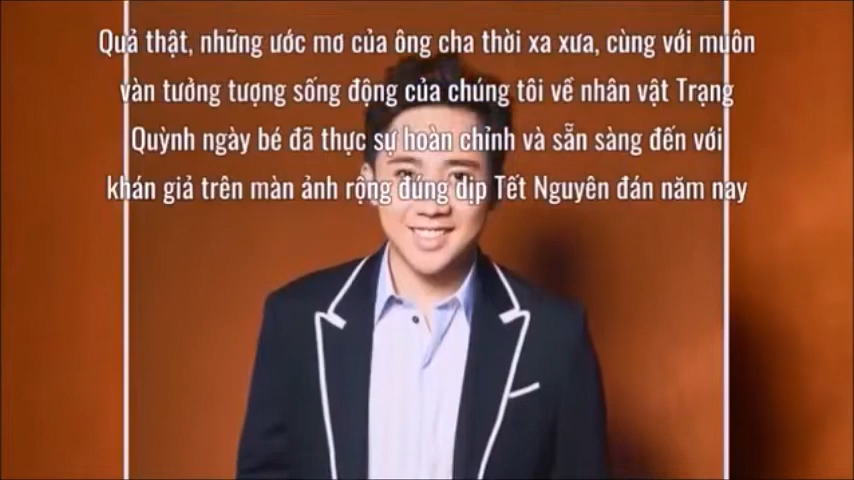 Quả thật, những ước mơ của ông cha thời xa xưa, cùng với muôn
vàn tưởng tượng sống động của chúng tôi về nhân vật Trạng
Quỳnh ngày bé đã thực sự hoàn chỉnh và sẵn sàng đến với
khán giả trên màn ảnh rộng đúng dịp Tết Nguyên đán năm nay